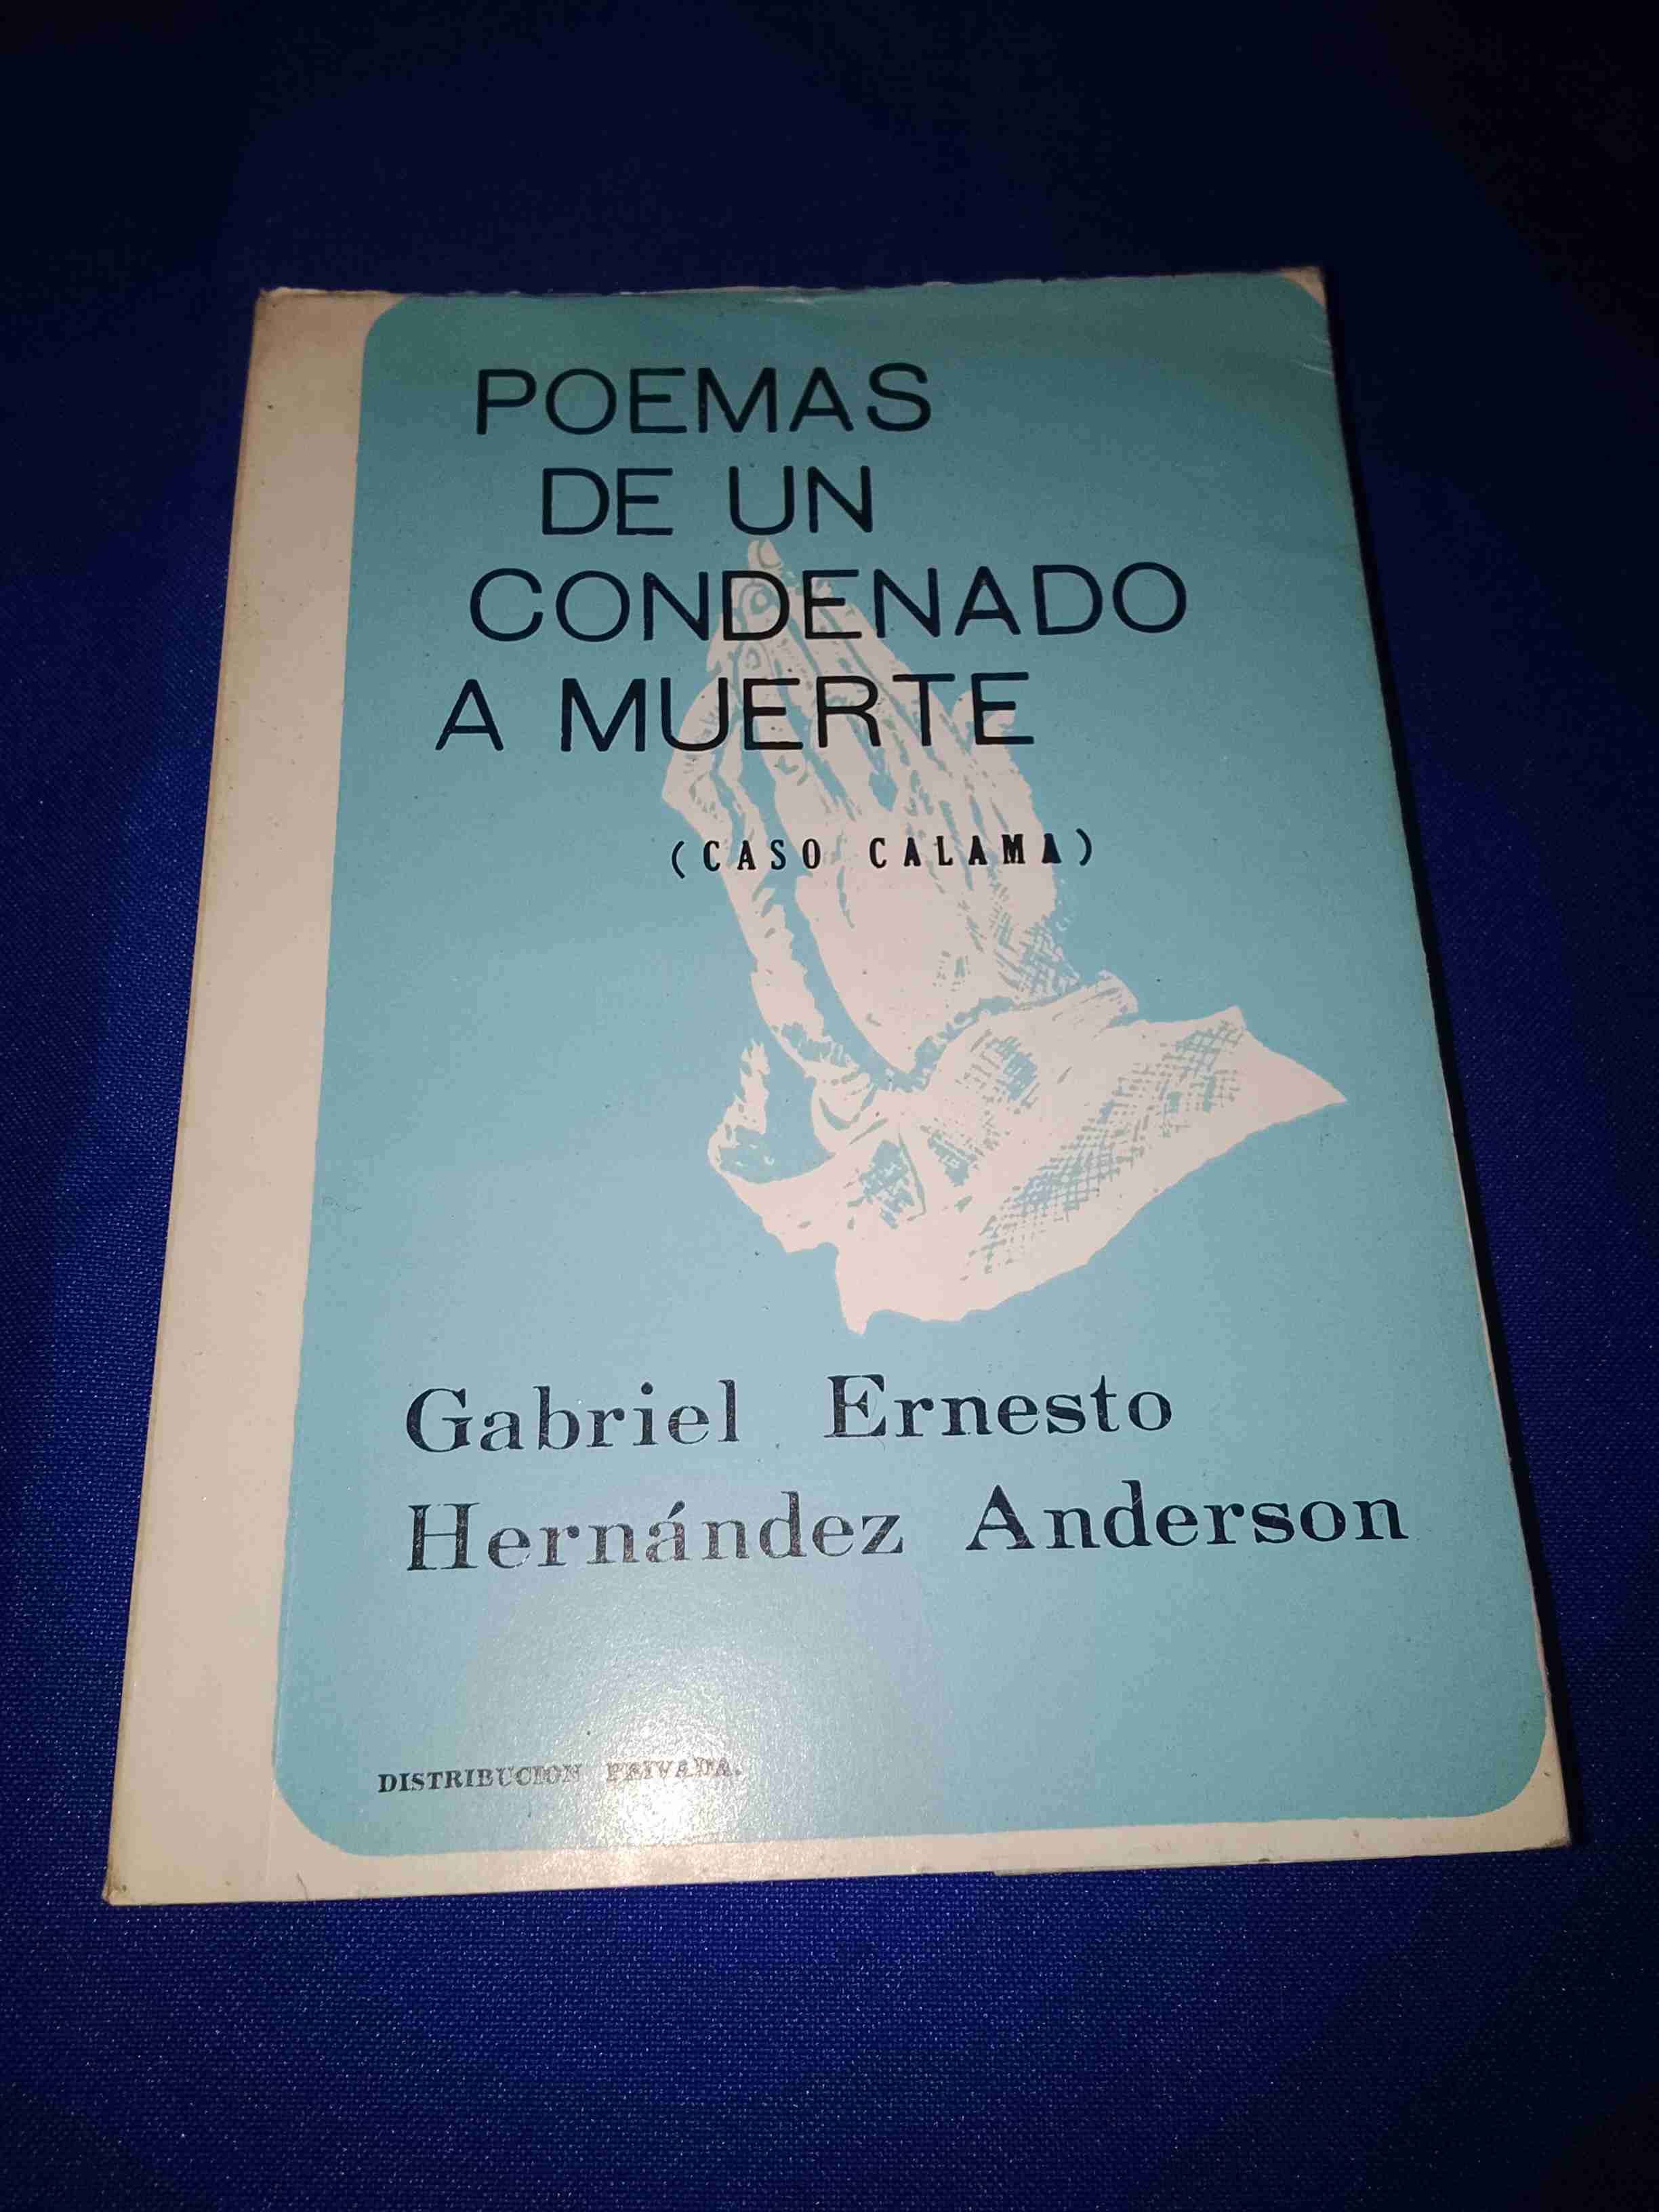 POEMAS
DE UN
CONDENADO
A MUERTE
(CASO CALAMA)
Gabriel Ernesto
Hernández Anderson
DISTRIBUCION PRIVADA.